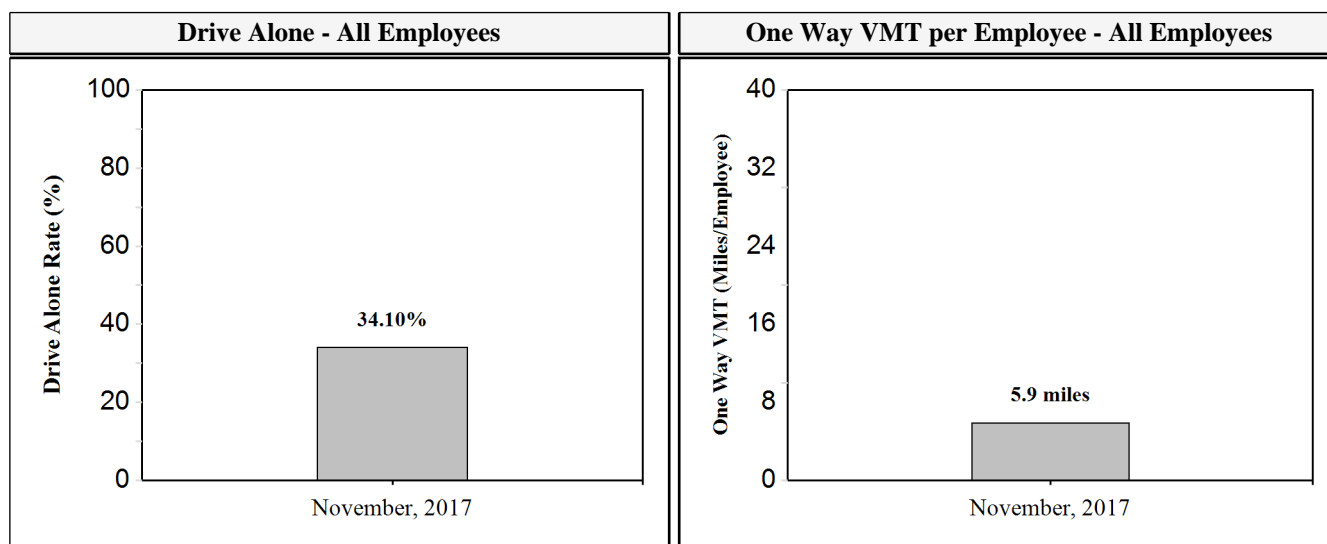 Drive Alone - All Employees
Drive Alone Rate (%)
100
80
60
40
20
0
34.10%
November, 2017
One Way VMT per Employee - All Employees
One Way VMT (Miles/Employee)
40
32
24
16
8
0
5.9 miles
November, 2017